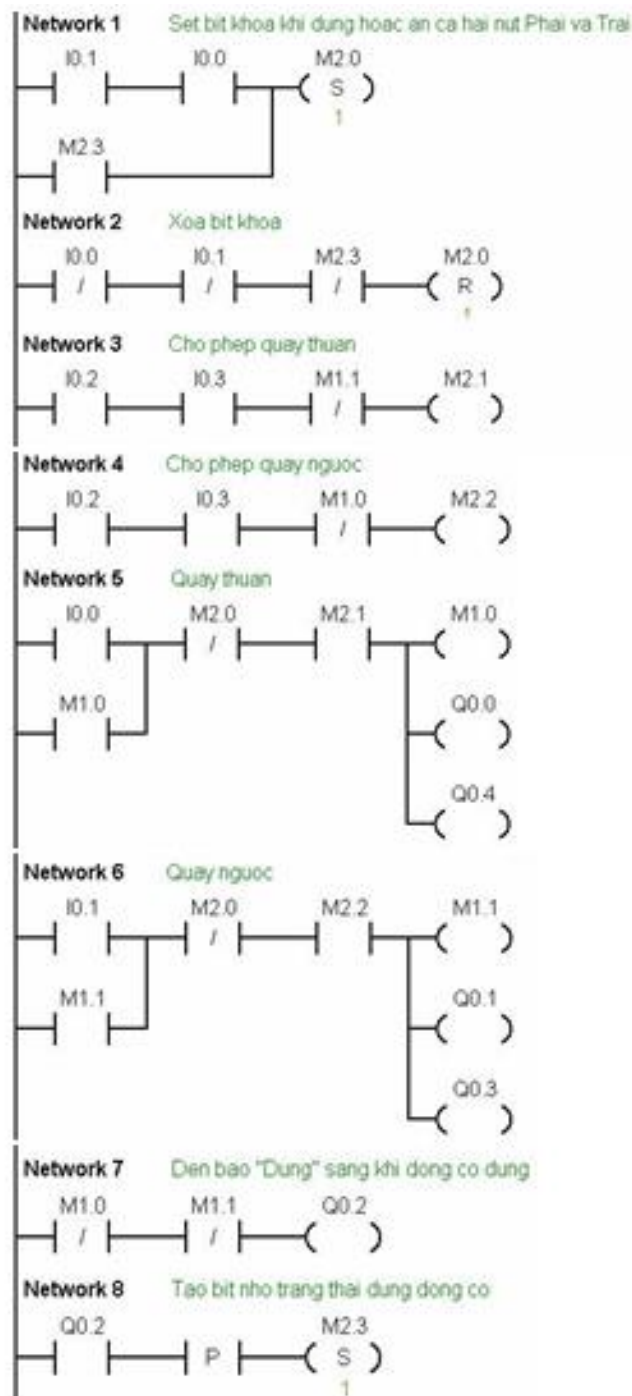 Network 1 Set bit khoa khi dung hoac an ca hai nut Phai va Trai
I0.1 I0.0 M2.0
S
1
M2.3
Network 2 Xoa bit khoa
I0.0 I0.1 M2.3 M2.0
/ / / R
1
Network 3 Cho phep quay thuan
I0.2 I0.3 M1.1 M2.1
/
Network 4 Cho phep quay nguoc
I0.2 I0.3 M1.0 M2.2
/
Network 5 Quay thuan
I0.0 M2.0 M2.1 M1.0
/
M1.0 Q0.0
Q0.4
Network 6 Quay nguoc
I0.1 M2.0 M2.2 M1.1
/
M1.1 Q0.1
Q0.3
Network 7 Den bao "Dung" sang khi dong co dung
M1.0 M1.1 Q0.2
/ /
Network 8 Tao bit nho trang thai dung dong co
Q0.2 M2.3
P S
1